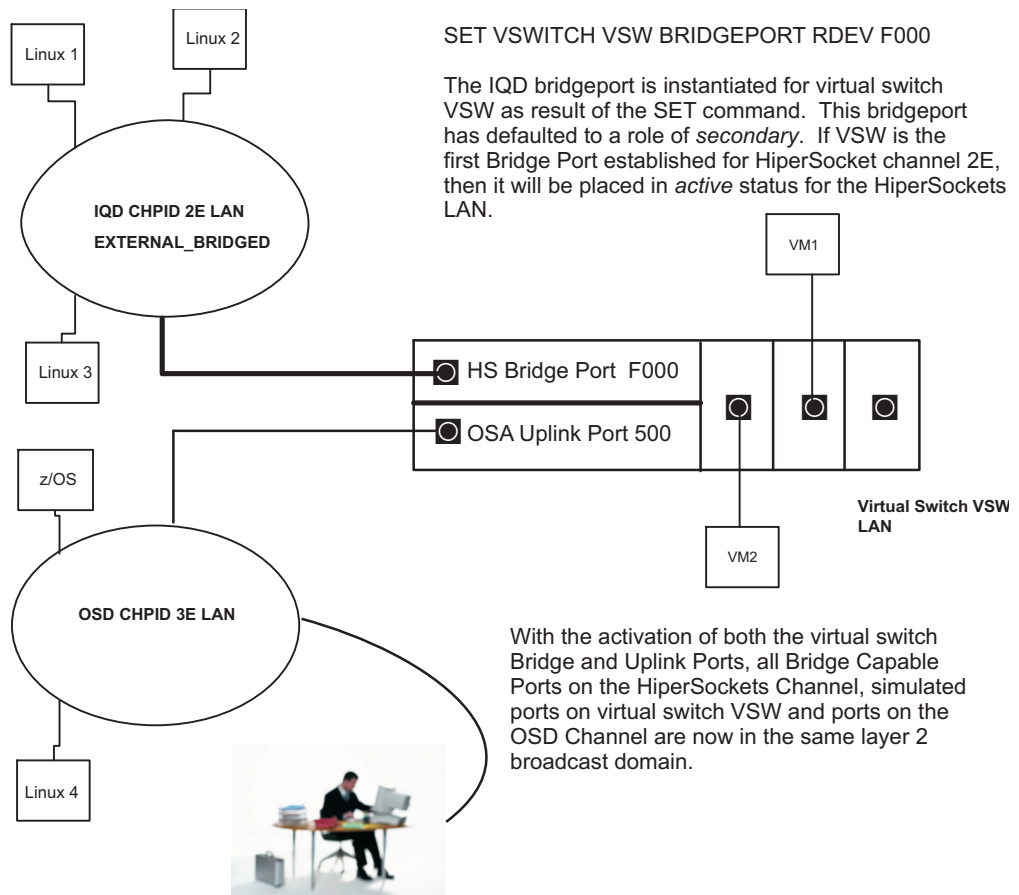 Linux 1
Linux 2
SET VSWITCH VSW BRIDGEPORT RDEV F000
The IQD bridgeport is instantiated for virtual switch
VSW as result of the SET command. This bridgeport
has defaulted to a role of secondary. If VSW is the
first Bridge Port established for HiperSocket channel 2E,
then it will be placed in active status for the HiperSockets
LAN.
IQD CHPID 2E LAN
EXTERNAL_BRIDGED
VM1
Linux 3
HS Bridge Port F000
OSA Uplink Port 500
z/OS
Virtual Switch VSW
LAN
VM2
OSD CHPID 3E LAN
With the activation of both the virtual switch
Bridge and Uplink Ports, all Bridge Capable
Ports on the HiperSockets Channel, simulated
ports on virtual switch VSW and ports on the
OSD Channel are now in the same layer 2
broadcast domain.
Linux 4